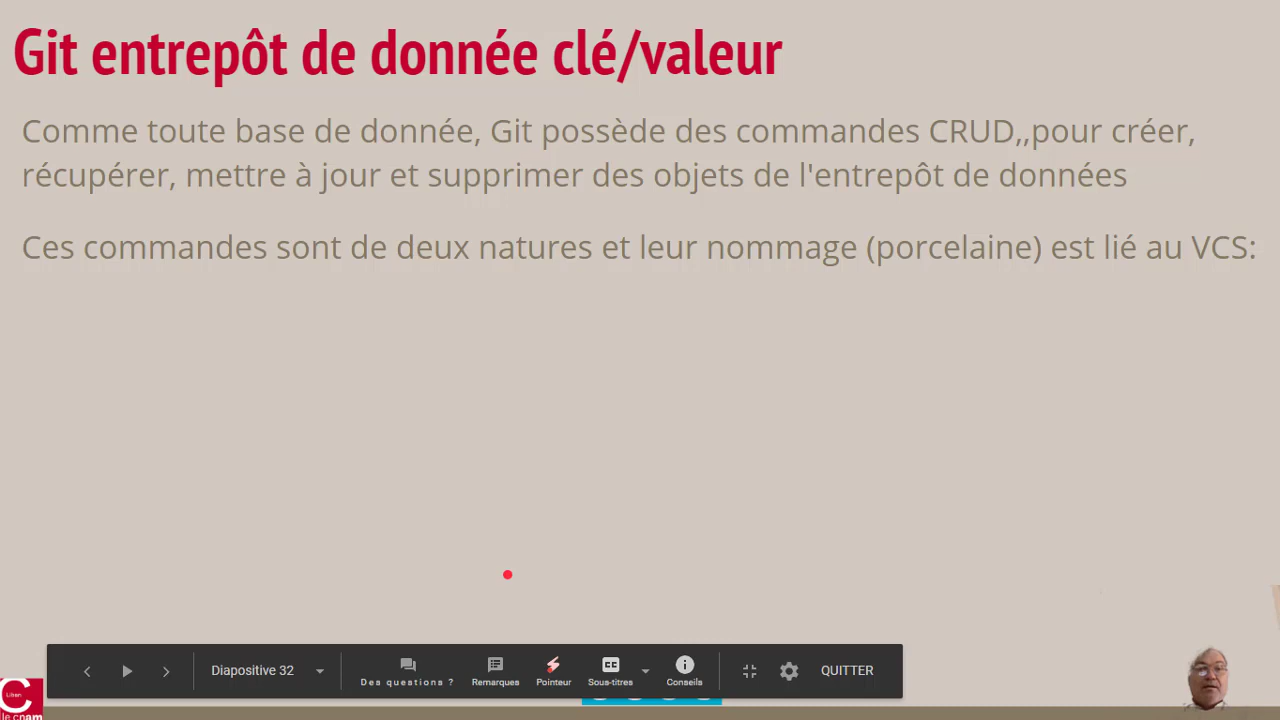 Git entrepôt de donnée clé/valeur
Comme toute base de donnée, Git possède des commandes CRUD,,pour créer,
récupérer, mettre à jour et supprimer des objets de l'entrepôt de données
Ces commandes sont de deux natures et leur nommage (porcelaine) est lié au VCS:
Diapositive 32
Des questions ?
Remarques
Pointeur
CC
Sous-titres
Conseils
QUITTER
Liban
le cnam